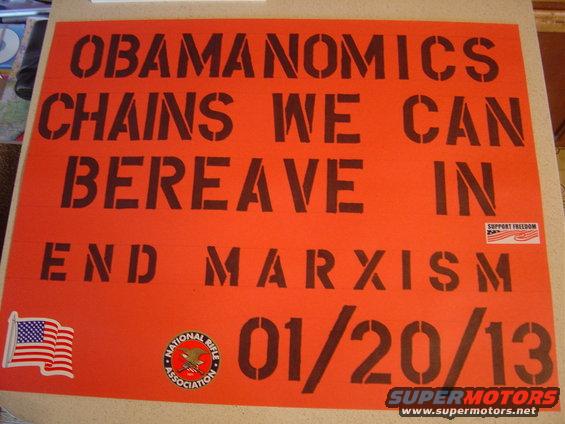 OBAMANOMICS
CHAINS WE CAN
BEREAVE IN
SUPPORT FREEDOM
END MARXISM
NATIONAL RIFLE
ASSOCIATION
01/20/13
SUPERMOTORS
www.supermotors.net